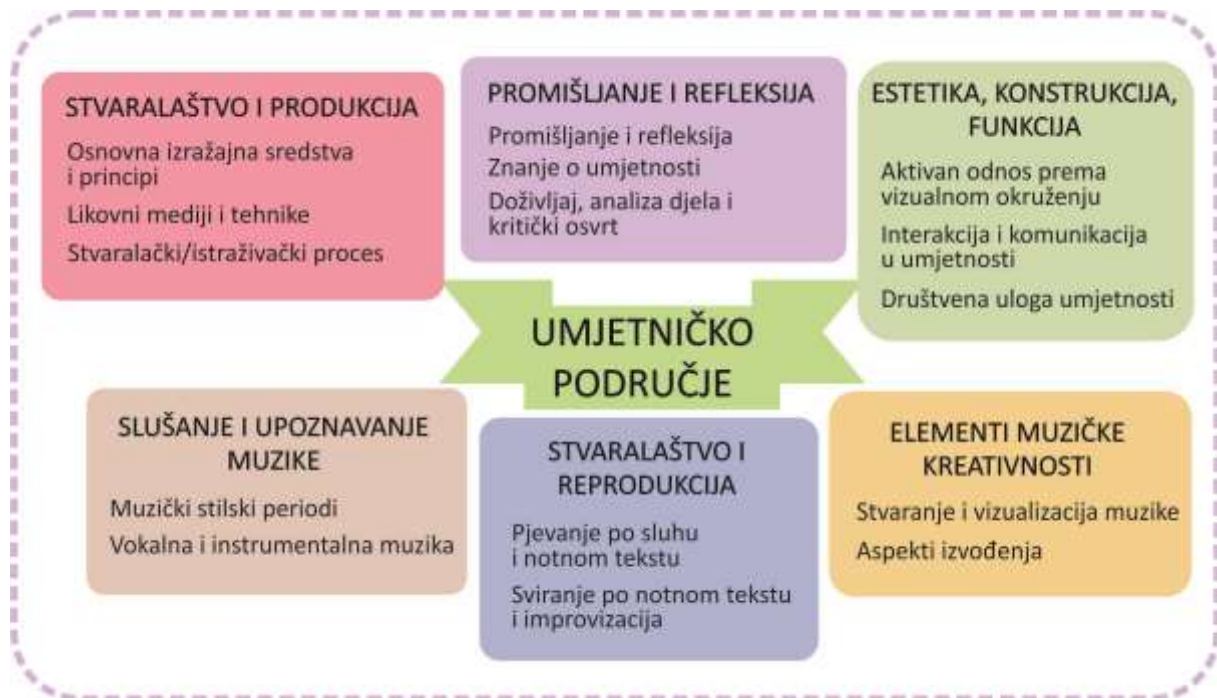 STVARALAŠTVO I PRODUKCIJA
Osnovna izražajna sredstva
i principi
Likovni mediji i tehnike
Stvaralački/istraživački proces
PROMIŠLJANJE I REFLEKSIJA
Promišljanje i refleksija
Znanje o umjetnosti
Doživljaj, analiza djela i
kritički osvrt
ESTETIKA, KONSTRUKCIJA,
FUNKCIJA
Aktivan odnos prema
vizualnom okruženju
Interakcija i komunikacija
u umjetnosti
Društvena uloga umjetnosti
UMJETNIČKO
PODRUČJE
SLUŠANJE I UPOZNAVANJE
MUZIKE
Muzički stilski periodi
Vokalna i instrumentalna muzika
STVARALAŠTVO I
REPRODUKCIJA
Pjevanje po sluhu
i notnom tekstu
Sviranje po notnom tekstu
i improvizacija
ELEMENTI MUZIČKE
KREATIVNOSTI
Stvaranje i vizualizacija muzike
Aspekti izvođenja